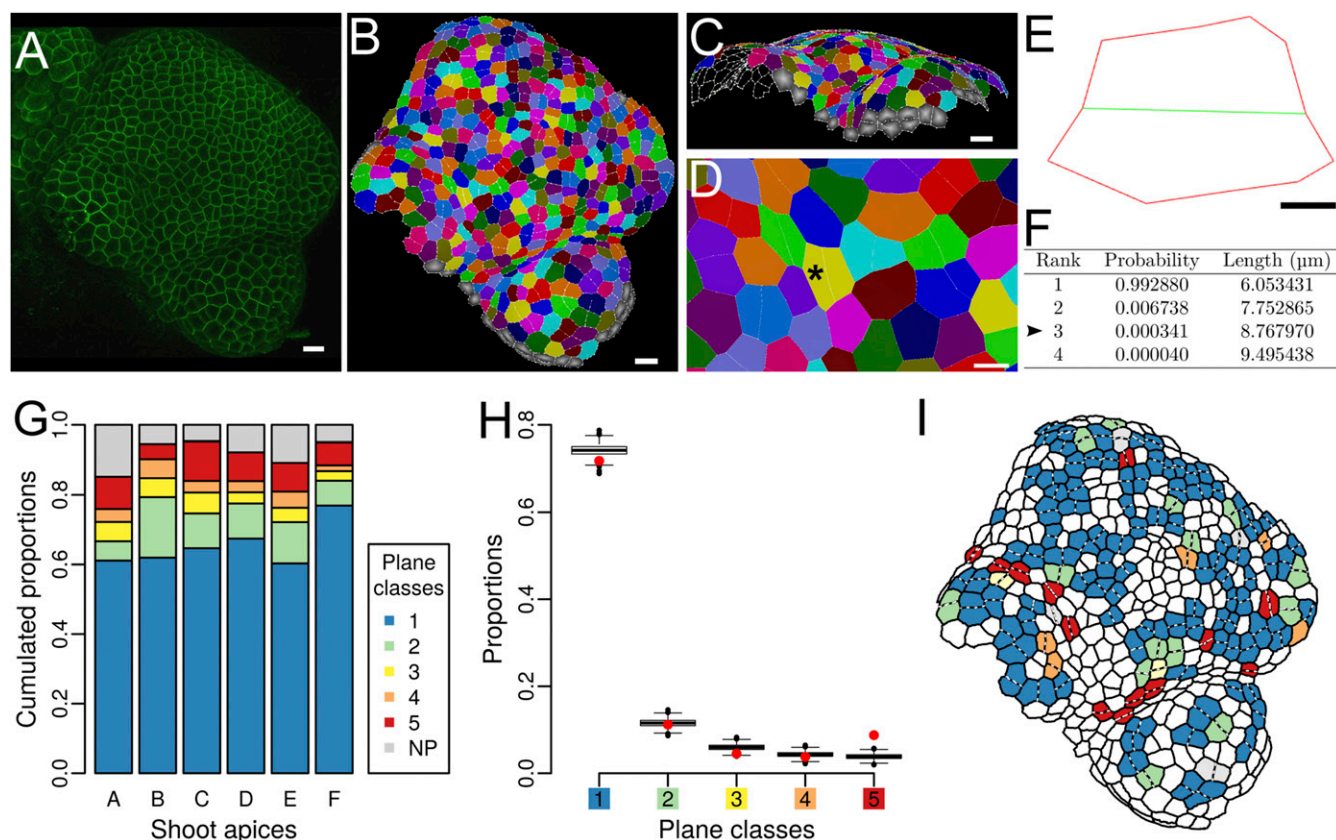 A
B
C
D
*
E
F
Rank Probability Length (µm)
1 0.992880 6.053431
2 0.006738 7.752865
3 0.000341 8.767970
4 0.000040 9.495438
G
Cumulated proportions
1.0
0.8
0.6
0.4
0.2
0.0
A B C D E F
Shoot apices
Plane
classes
1
2
3
4
5
NP
H
Proportions
0.8
0.6
0.4
0.2
0.0
1 2 3 4 5
Plane classes
I